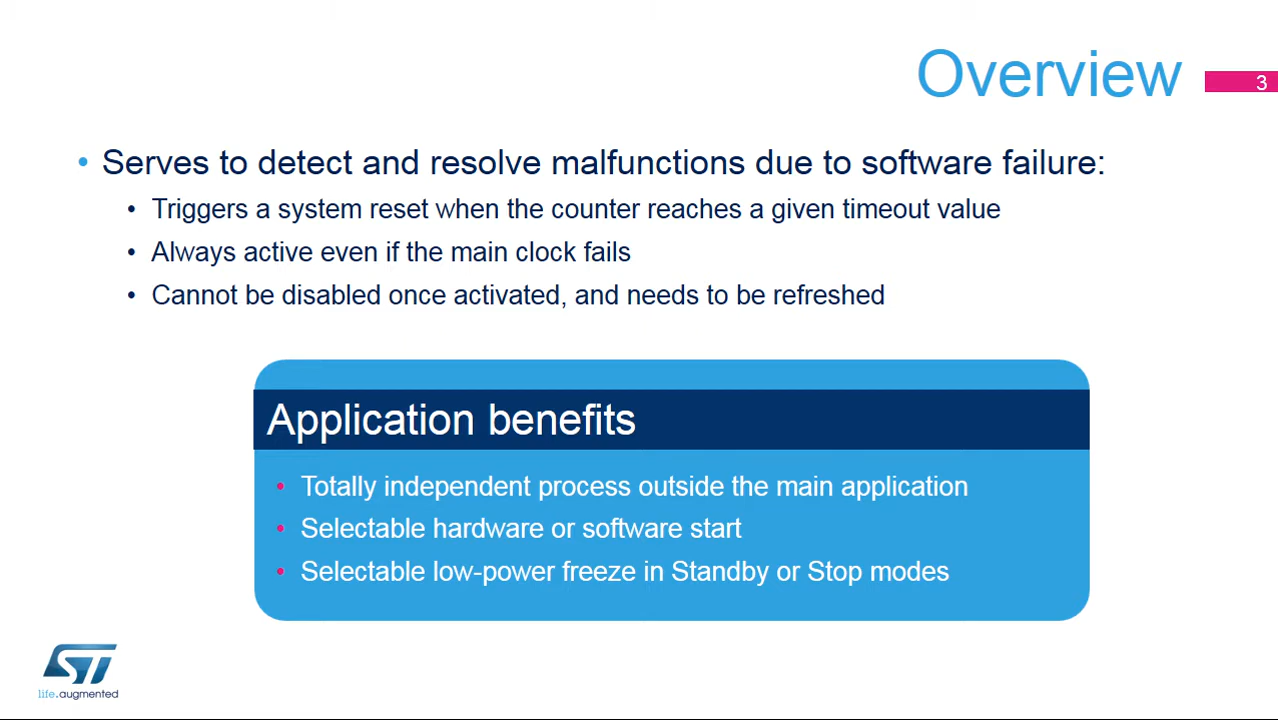 Overview
3
• Serves to detect and resolve malfunctions due to software failure:
• Triggers a system reset when the counter reaches a given timeout value
• Always active even if the main clock fails
• Cannot be disabled once activated, and needs to be refreshed
Application benefits
• Totally independent process outside the main application
• Selectable hardware or software start
• Selectable low-power freeze in Standby or Stop modes
ST
life.augmented